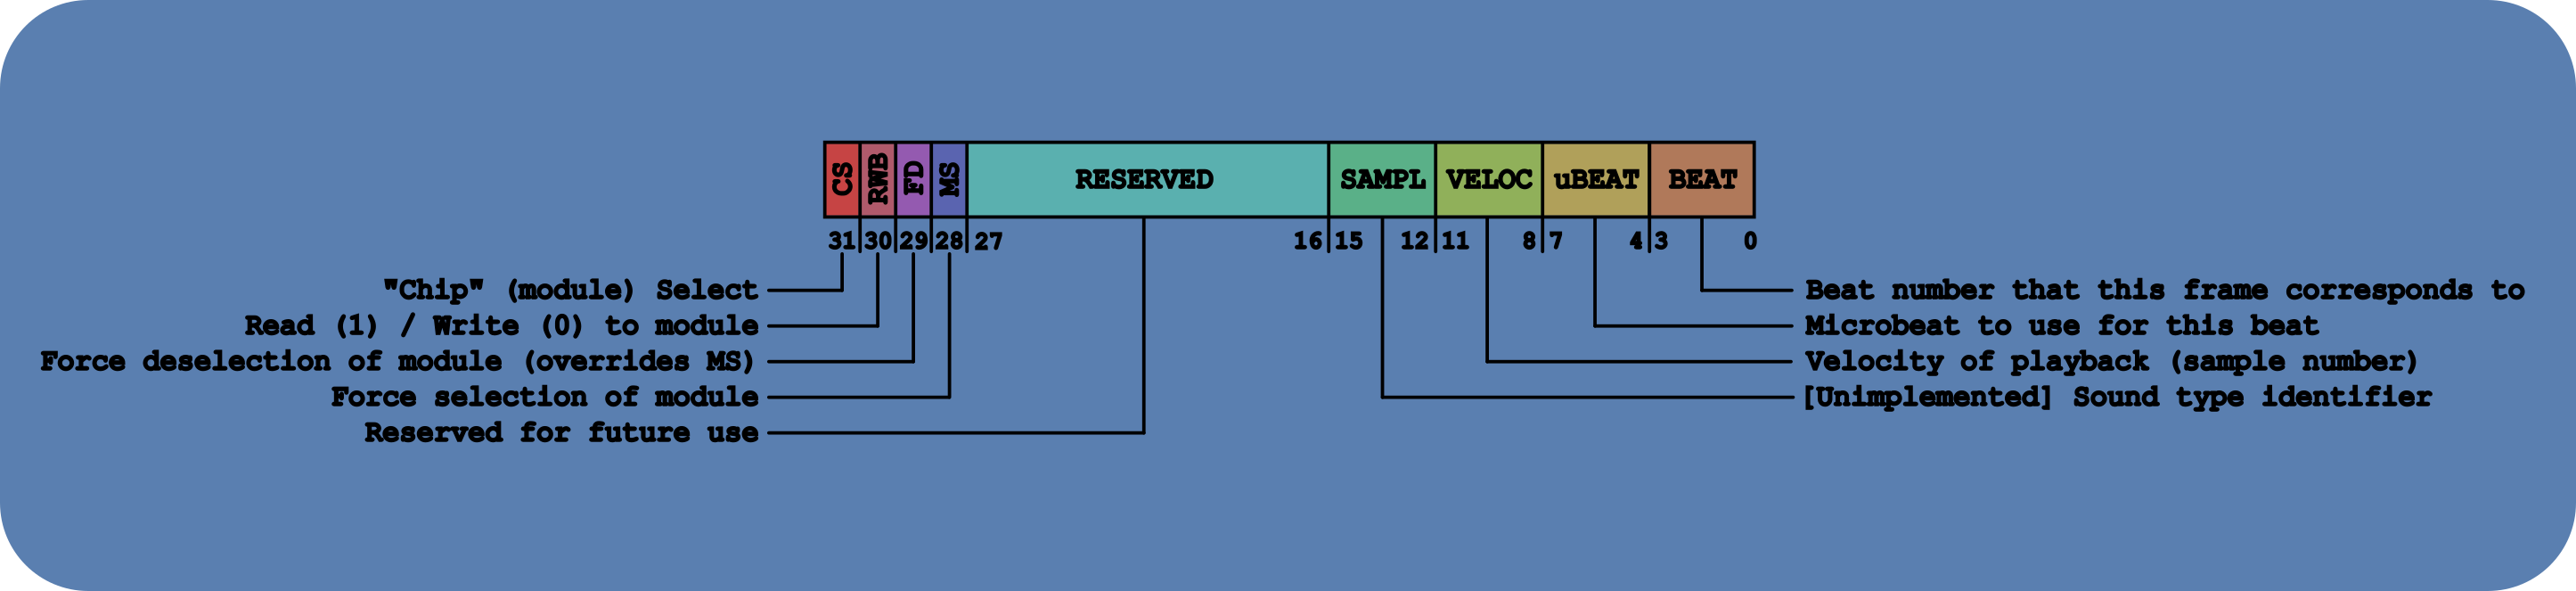 CS RWB FD MS RESERVED SAMPL VELOC uBEAT BEAT
31 30 29 28 27 16 15 12 11 8 7 4 3 0
"Chip" (module) Select
Read (1) / Write (0) to module
Force deselection of module (overrides MS)
Force selection of module
Reserved for future use
Beat number that this frame corresponds to
Microbeat to use for this beat
Velocity of playback (sample number)
[Unimplemented] Sound type identifier